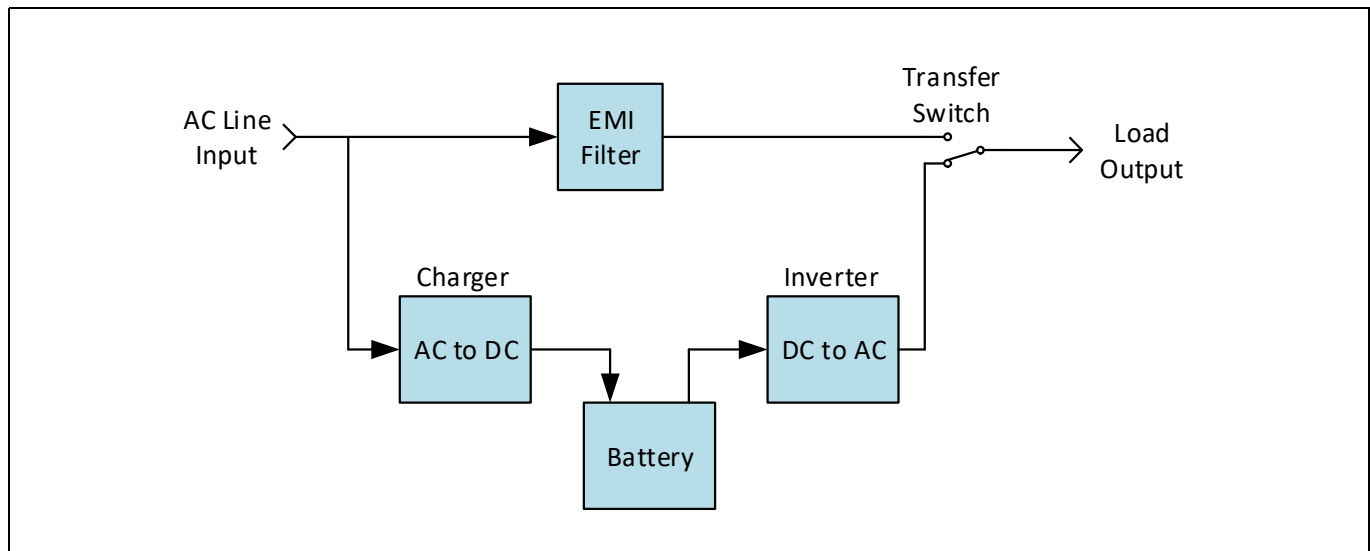 AC Line
Input
EMI
Filter
Transfer
Switch
Load
Output
Charger
AC to DC
Inverter
DC to AC
Battery